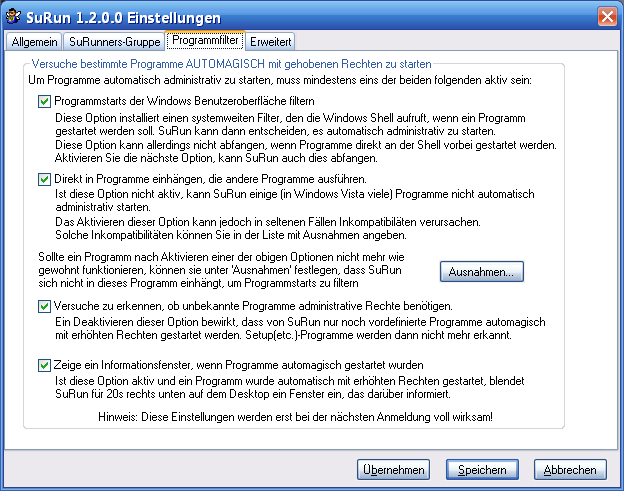 SuRun 1.2.0.0 Einstellungen
Allgemein
SuRunners-Gruppe
Programmfilter
Erweitert
Versuche bestimmte Programme AUTOMAGISCH mit gehobenen Rechten zu starten
Um Programme automatisch administrativ zu starten, muss mindestens eins der beiden folgenden aktiv sein:
Programmstarts der Windows Benutzeroberfläche filtern
Diese Option installiert einen systemweiten Filter, den die Windows Shell aufruft, wenn ein Programm
gestartet werden soll. SuRun kann dann entscheiden, es automatisch administrativ zu starten.
Diese Option kann allerdings nicht abfangen, wenn Programme direkt an der Shell vorbei gestartet werden.
Aktivieren Sie die nächste Option, kann SuRun auch dies abfangen.
Direkt in Programme einhängen, die andere Programme ausführen.
Ist diese Option nicht aktiv, kann SuRun einige (in Windows Vista viele) Programme nicht automatisch
administrativ starten.
Das Aktivieren dieser Option kann jedoch in seltenen Fällen Inkompatibiläten verursachen.
Solche Inkompatibilitäten können Sie in der Liste mit Ausnahmen angeben.
Sollte ein Programm nach Aktivieren einer der obigen Optionen nicht mehr wie
gewohnt funktionieren, können sie unter 'Ausnahmen' festlegen, dass SuRun
sich nicht in dieses Programm einhängt, um Programmstarts zu filtern
Ausnahmen...
Versuche zu erkennen, ob unbekannte Programme administrative Rechte benötigen.
Ein Deaktivieren dieser Option bewirkt, dass von SuRun nur noch vordefinierte Programme automagisch
mit erhöhten Rechten gestartet werden. Setup(etc.)-Programme werden dann nicht mehr erkannt.
Zeige ein Informationsfenster, wenn Programme automagisch gestartet wurden
Ist diese Option aktiv und ein Programm wurde automatisch mit erhöhten Rechten gestartet, blendet
SuRun für 20s rechts unten auf dem Desktop ein Fenster ein, das darüber informiert.
Hinweis: Diese Einstellungen werden erst bei der nächsten Anmeldung voll wirksam!
Übernehmen
Speichern
Abbrechen